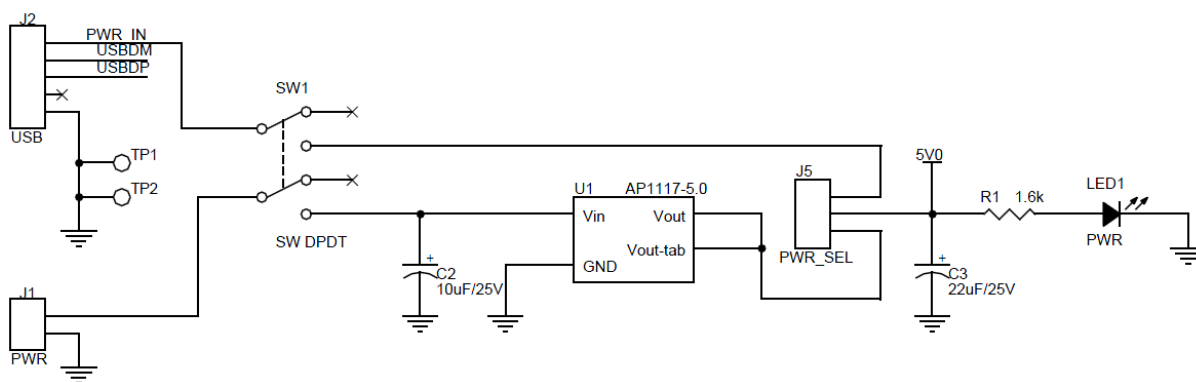 J2
PWR_IN
USBDM
USBDP
USB
TP1
TP2
SW1
SW DPDT
J1
PWR
U1 AP1117-5.0
Vin Vout
Vout-tab
GND
+
C2
10uF/25V
J5
PWR_SEL
5V0
R1 1.6k
LED1
PWR
+
C3
22uF/25V